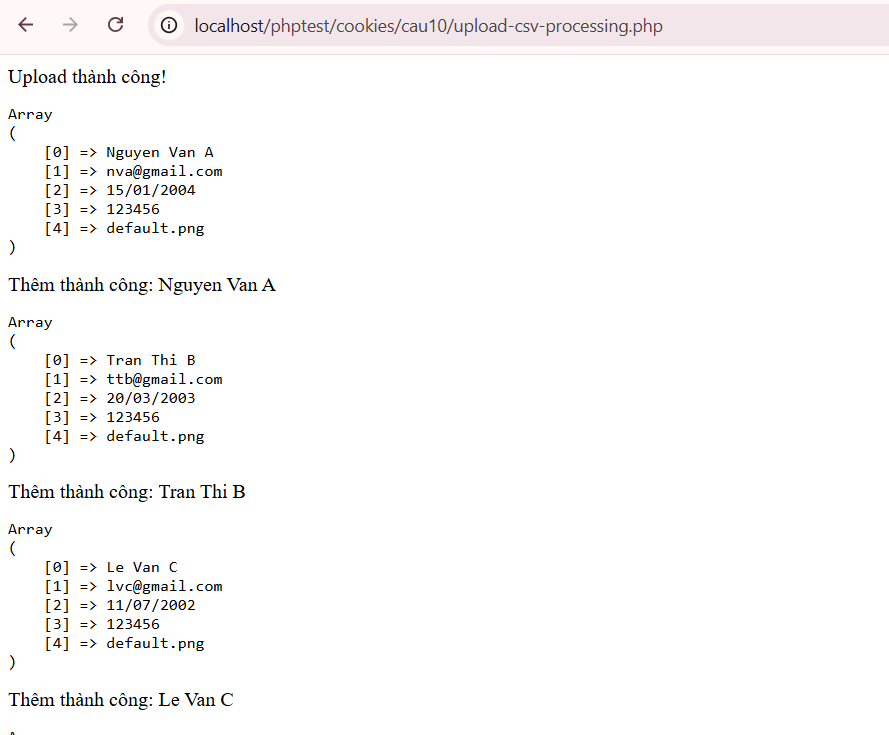 localhost/phptest/cookies/cau10/upload-csv-processing.php
Upload thành công!
Array
(
[0] => Nguyen Van A
[1] => nva@gmail.com
[2] => 15/01/2004
[3] => 123456
[4] => default.png
)
Thêm thành công: Nguyen Van A
Array
(
[0] => Tran Thi B
[1] => ttb@gmail.com
[2] => 20/03/2003
[3] => 123456
[4] => default.png
)
Thêm thành công: Tran Thi B
Array
(
[0] => Le Van C
[1] => lvc@gmail.com
[2] => 11/07/2002
[3] => 123456
[4] => default.png
)
Thêm thành công: Le Van C